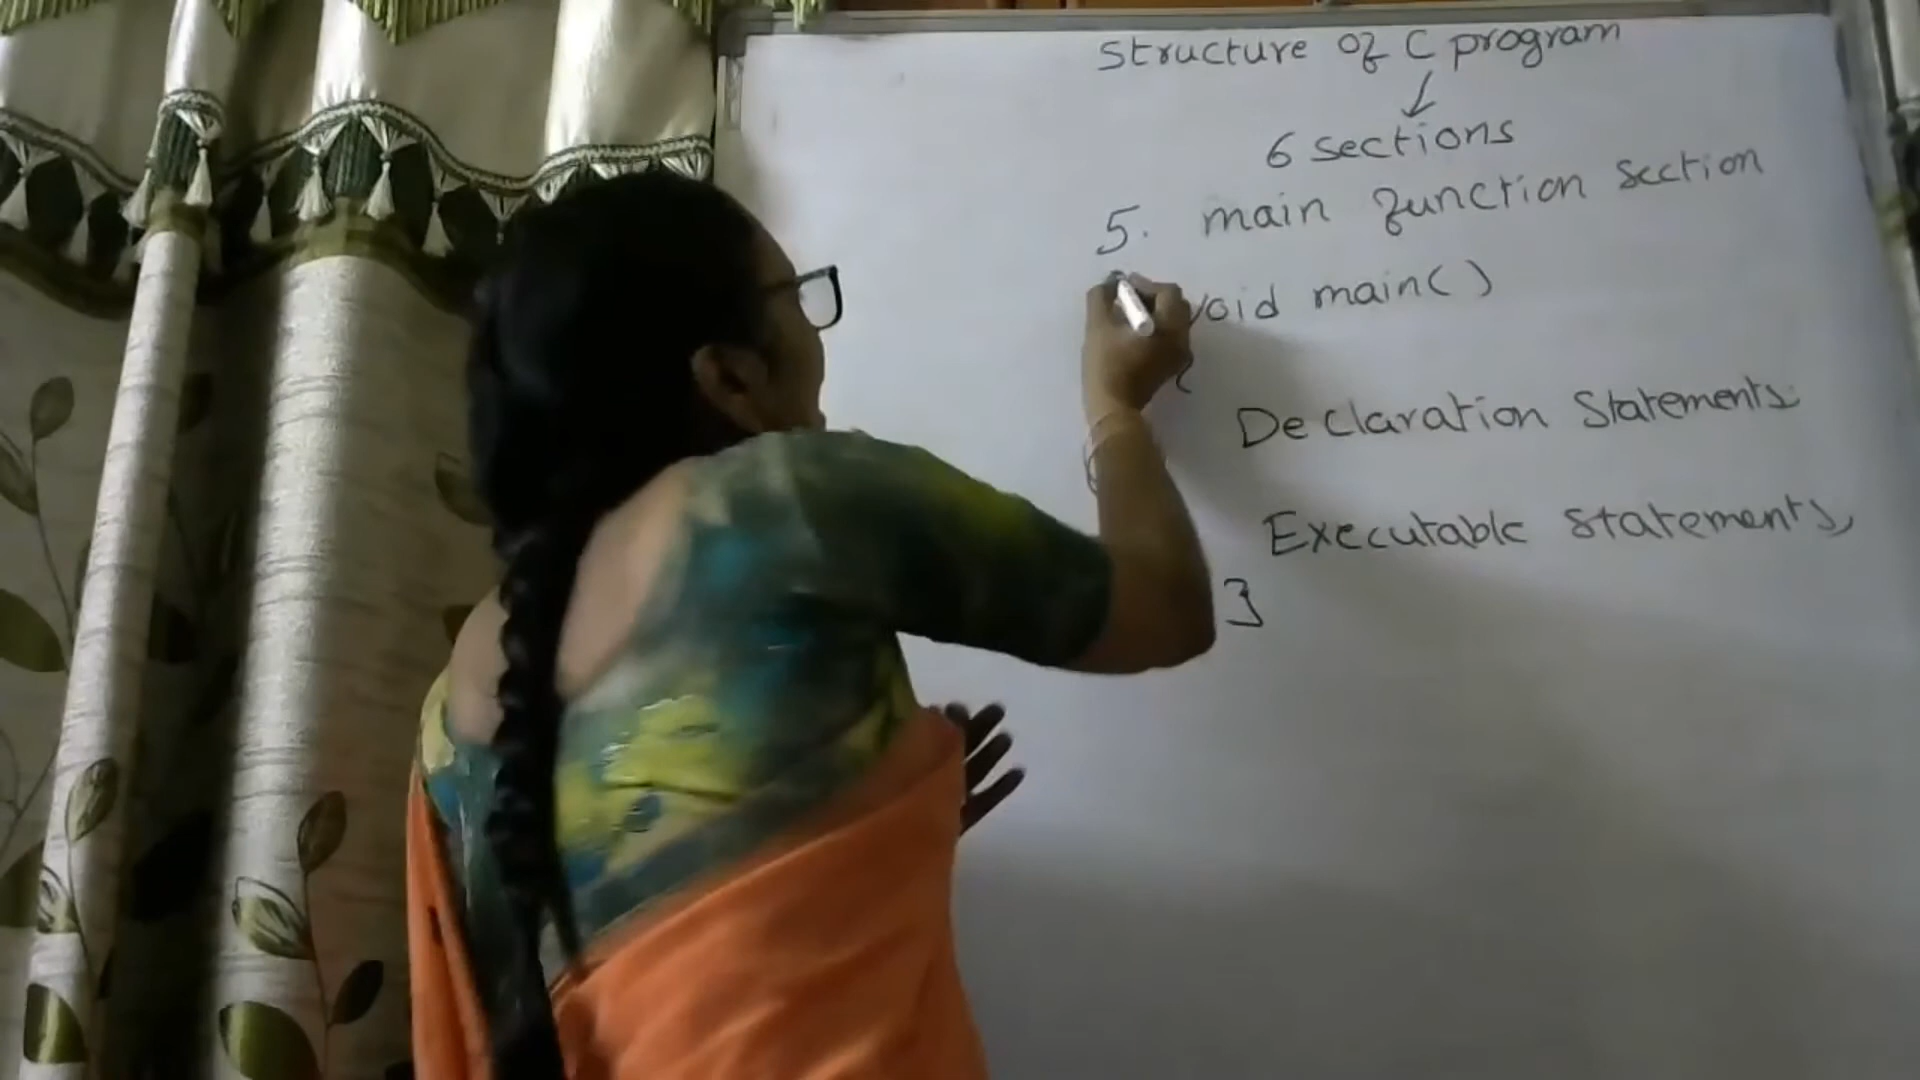 Structure of C program
↓
6 sections
5. main function section
void main()
{
Declaration Statements
Executable statements
}